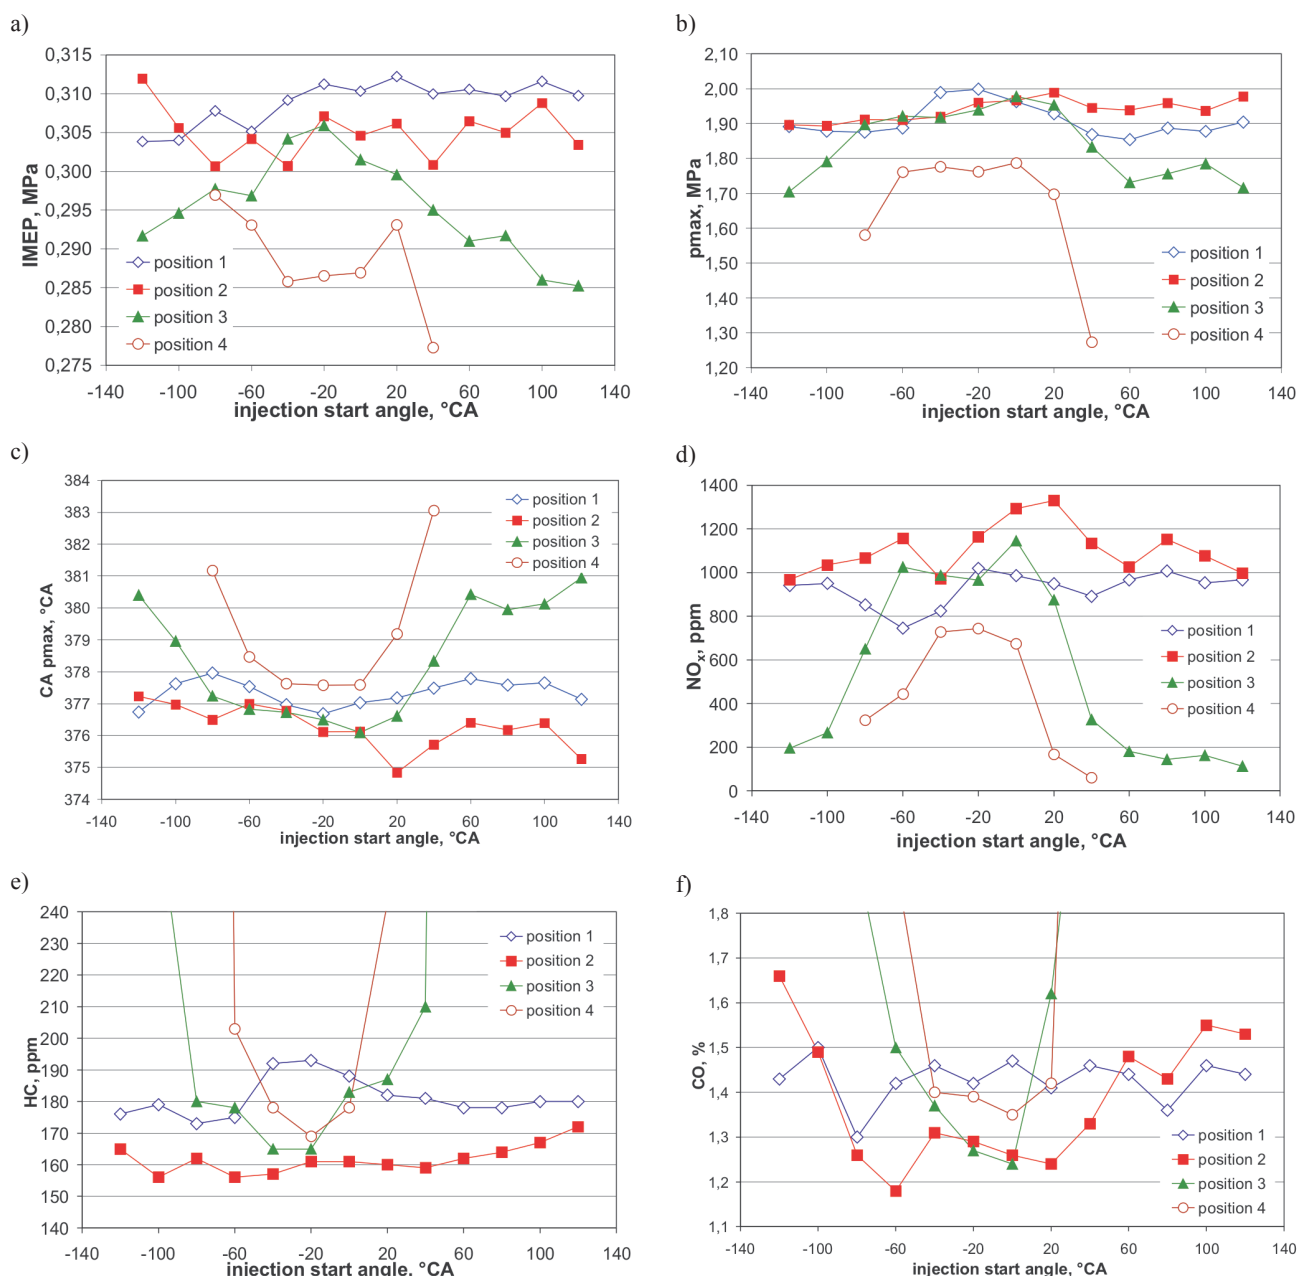 a)
0,315
0,310
0,305
0,300
0,295
0,290
0,285
0,280
0,275
IMEP, MPa
position 1
position 2
position 3
position 4
-140 -100 -60 -20 20 60 100 140
injection start angle, °CA
b)
2,10
2,00
1,90
1,80
1,70
1,60
1,50
1,40
1,30
1,20
pmax, MPa
position 1
position 2
position 3
position 4
-140 -100 -60 -20 20 60 100 140
injection start angle, °CA
c)
384
383
382
381
380
379
378
377
376
375
374
CA pmax, °CA
position 1
position 2
position 3
position 4
-140 -100 -60 -20 20 60 100 140
injection start angle, °CA
d)
1400
1200
1000
800
600
400
200
0
NOx, ppm
position 1
position 2
position 3
position 4
-140 -100 -60 -20 20 60 100 140
injection start angle, °CA
e)
240
230
220
210
200
190
180
170
160
150
140
HC, ppm
position 1
position 2
position 3
position 4
-140 -100 -60 -20 20 60 100 140
injection start angle, °CA
f)
1,8
1,7
1,6
1,5
1,4
1,3
1,2
1,1
CO, %
position 1
position 2
position 3
position 4
-140 -100 -60 -20 20 60 100 140
injection start angle, °CA